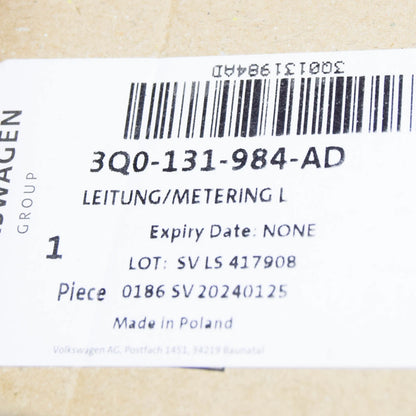 3Q0131984AD
3Q0-131-984-AD
LEITUNG/METERING L
Expiry Date: NONE
LOT: SV LS 417908
1
Piece 0186 SV 20240125
Made in Poland
Volkswagen AG, Postfach 1451, 34219 Baunatal
SWAGEN
GROUP